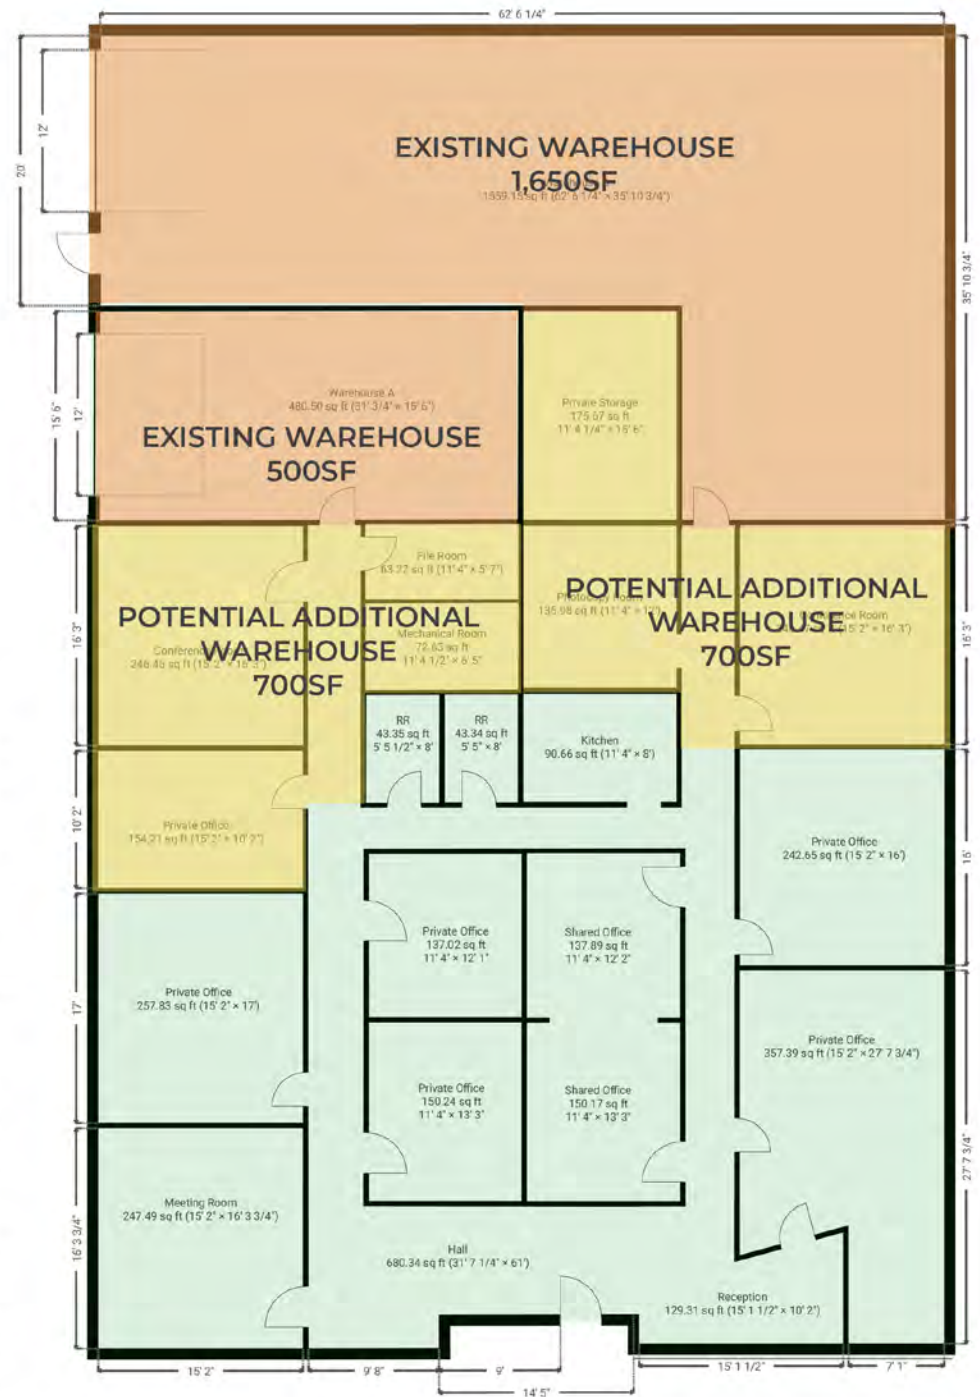 62' 6 1/4"
12'
20'
EXISTING WAREHOUSE
1,650SF
1559.15 sq ft (62' 6 1/4" × 35' 10 3/4")
35' 10 3/4"
15' 6"
12'
Warehouse A
480.50 sq ft (31' 3/4" × 15' 6")
EXISTING WAREHOUSE
500SF
Private Storage
175.67 sq ft
11' 4 1/4" × 15' 6"
16' 3"
File Room
63.27 sq ft (11' 4" × 5' 7")
POTENTIAL ADDITIONAL
WAREHOUSE
700SF
Mechanical Room
72.63 sq ft
11' 4 1/2" × 6' 5"
246.45 sq ft (15' 2" × 16' 3")
POTENTIAL ADDITIONAL
WAREHOUSE
700SF
Photocopy Room
135.98 sq ft (11' 4" × 12')
Room
15' 2" × 16' 3")
16' 3"
RR
43.35 sq ft
5' 5 1/2" × 8'
RR
43.34 sq ft
5' 5" × 8'
Kitchen
90.66 sq ft (11' 4" × 8')
10' 2"
Private Office
154.21 sq ft (15' 2" × 10' 2")
Private Office
242.65 sq ft (15' 2" × 16')
Private Office
137.02 sq ft
11' 4" × 12' 1"
Shared Office
137.89 sq ft
11' 4" × 12' 2"
17'
Private Office
257.83 sq ft (15' 2" × 17')
Private Office
357.39 sq ft (15' 2" × 27' 7 3/4")
Private Office
150.24 sq ft
11' 4" × 13' 3"
Shared Office
150.17 sq ft
11' 4" × 13' 3"
27' 7 3/4"
16' 3 3/4"
Meeting Room
247.49 sq ft (15' 2" × 16' 3 3/4")
Hall
680.34 sq ft (31' 7 1/4" × 61')
Reception
129.31 sq ft (15' 1 1/2" × 10' 2")
15' 2"
9' 8"
9'
14' 5"
15' 1 1/2"
7' 1"